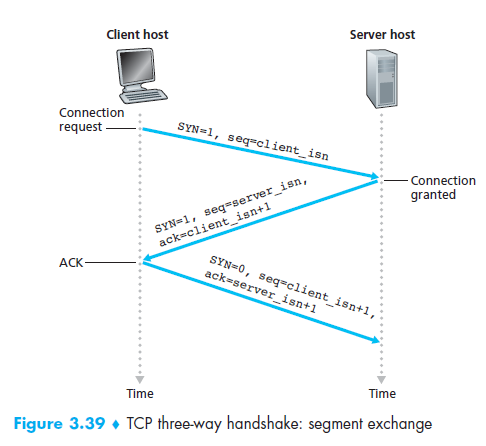 Client host
Server host
Connection
request
SYN=1, seq=client_isn
Connection
granted
SYN=1, seq=server_isn,
ack=client_isn+1
ACK
SYN=0, seq=client_isn+1,
ack=server_isn+1
Time
Time
Figure 3.39 ♦ TCP three-way handshake: segment exchange